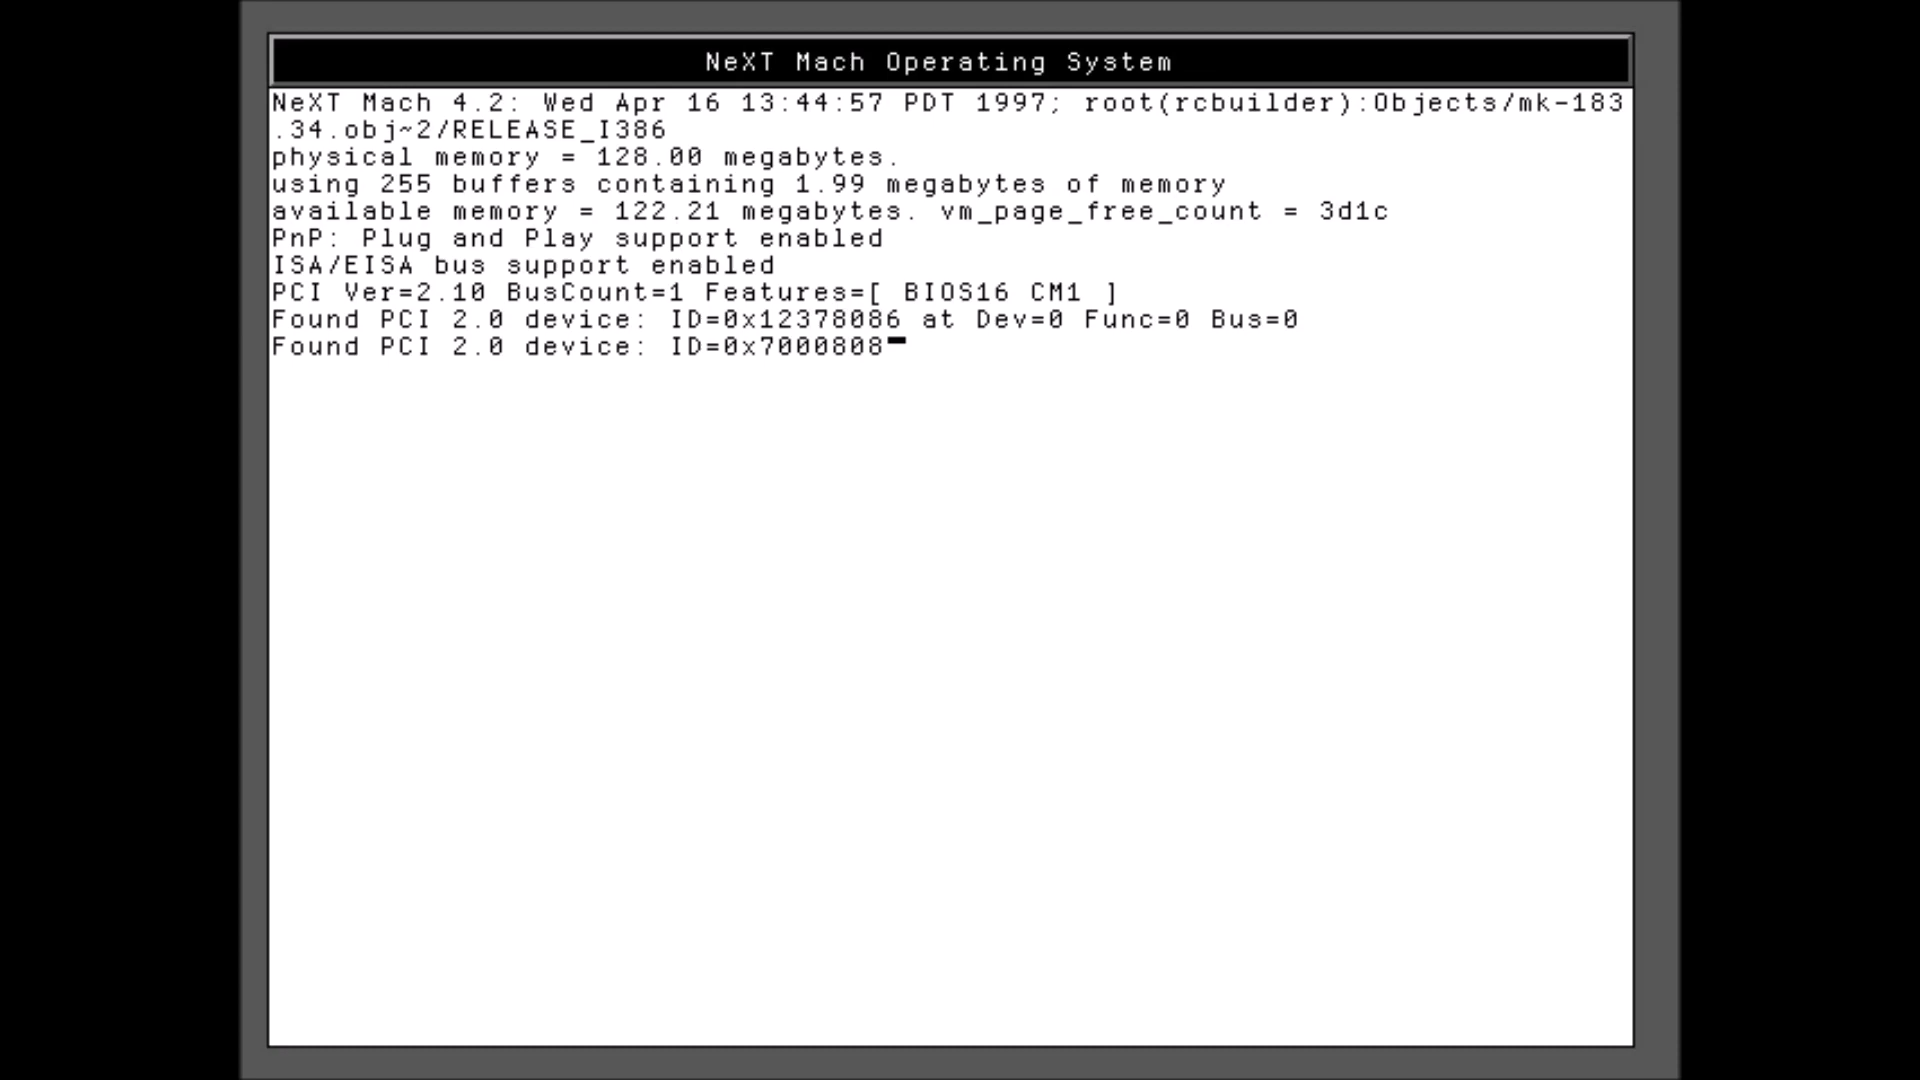 NeXT Mach Operating System
NeXT Mach 4.2: Wed Apr 16 13:44:57 PDT 1997; root(rcbuilder):Objects/mk-183
.34.obj~2/RELEASE_I386
physical memory = 128.00 megabytes.
using 255 buffers containing 1.99 megabytes of memory
available memory = 122.21 megabytes. vm_page_free_count = 3d1c
PnP: Plug and Play support enabled
ISA/EISA bus support enabled
PCI Ver=2.10 BusCount=1 Features=[ BIOS16 CM1 ]
Found PCI 2.0 device: ID=0x12378086 at Dev=0 Func=0 Bus=0
Found PCI 2.0 device: ID=0x7000808